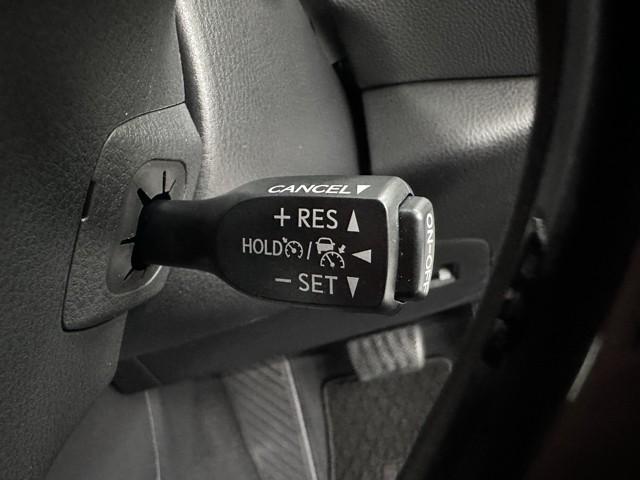 CANCEL▼
+ RES ▲
HOLD / ◀
− SET ▼
ON-OFF